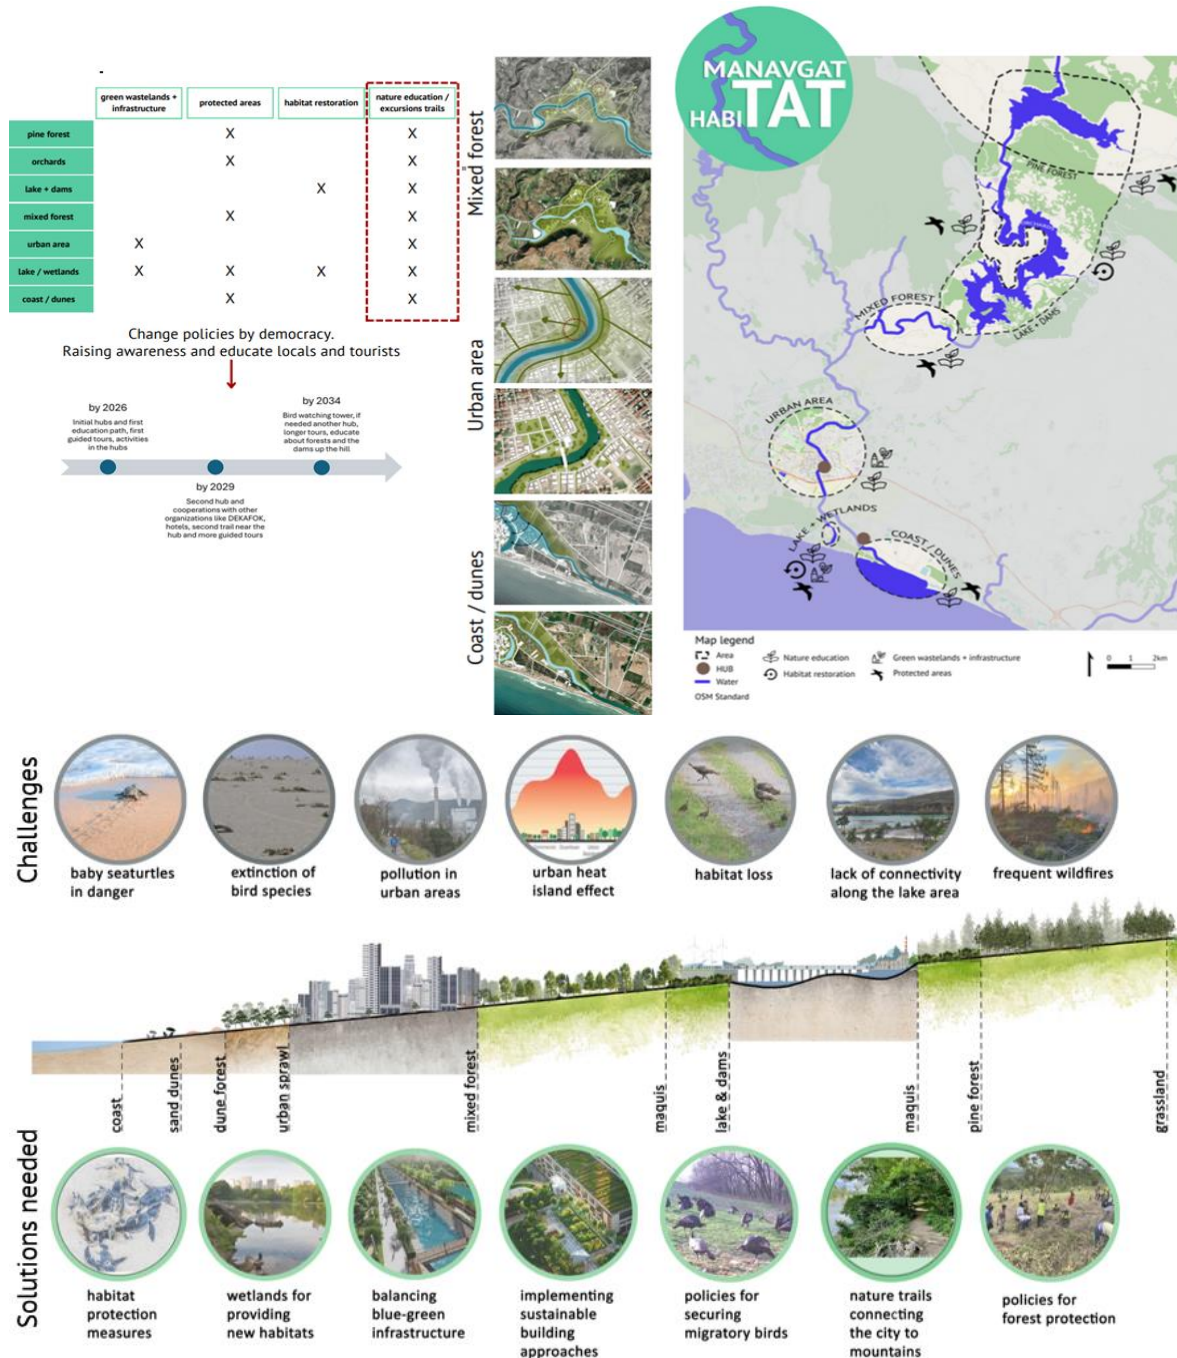 -
green wastelands +
infrastructure
protected areas
habitat restoration
nature education /
excursions trails
pine forest
X
X
orchards
X
X
lake + dams
X
X
mixed forest
X
X
urban area
X
X
lake / wetlands
X
X
X
X
coast / dunes
X
X
Change policies by democracy.
Raising awareness and educate locals and tourists
by 2026
Initial hubs and first
education path, first
guided tours, activities
in the hubs
by 2034
Bird watching tower, if
needed another hub,
longer tours, educate
about forests and the
dams up the hill
by 2029
Second hub and
cooperations with other
organizations like DEKAFOK,
hotels, second trail near the
hub and more guided tours
Mixed forest
Urban area
Coast / dunes
MANAVGAT
HABITAT
PINE FOREST
MIXED FOREST
LAKE + DAMS
URBAN AREA
LAKE + WETLANDS
COAST / DUNES
Map legend
Area
HUB
Water
OSM Standard
Nature education
Habitat restoration
Green wastelands + infrastructure
Protected areas
0 1 2km
Challenges
baby seaturtles
in danger
extinction of
bird species
pollution in
urban areas
urban heat
island effect
habitat loss
lack of connectivity
along the lake area
frequent wildfires
coast
sand dunes
dune forest
urban sprawl
mixed forest
maquis
lake & dams
maquis
pine forest
grassland
Solutions needed
habitat
protection
measures
wetlands for
providing
new habitats
balancing
blue-green
infrastructure
implementing
sustainable
building
approaches
policies for
securing
migratory birds
nature trails
connecting
the city to
mountains
policies for
forest protection